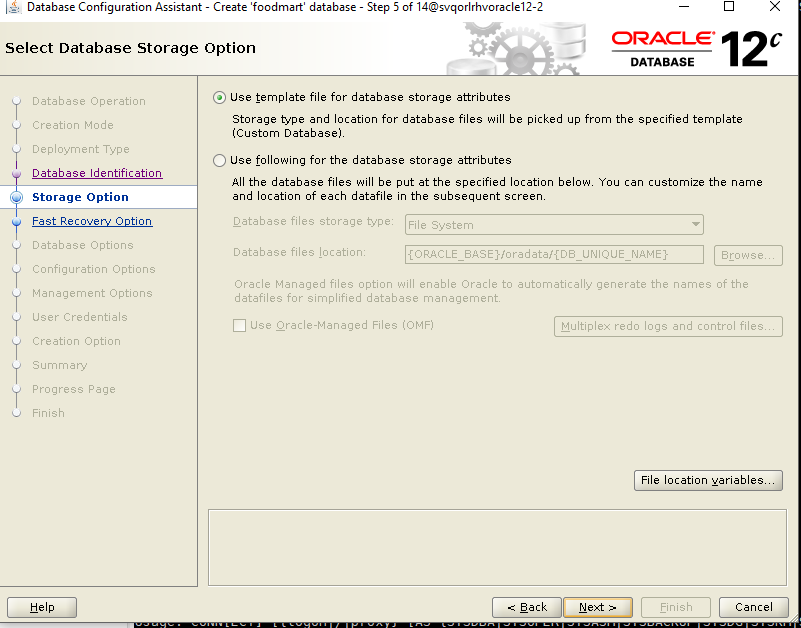 Database Configuration Assistant - Create 'foodmart' database - Step 5 of 14@svqorlrhvoracle12-2
Select Database Storage Option
ORACLE
DATABASE
12c
Database Operation
Creation Mode
Deployment Type
Database Identification
Storage Option
Fast Recovery Option
Database Options
Configuration Options
Management Options
User Credentials
Creation Option
Summary
Progress Page
Finish
Use template file for database storage attributes
Storage type and location for database files will be picked up from the specified template
(Custom Database).
Use following for the database storage attributes
All the database files will be put at the specified location below. You can customize the name
and location of each datafile in the subsequent screen.
Database files storage type: File System
Database files location: {ORACLE_BASE}/oradata/{DB_UNIQUE_NAME} Browse...
Oracle Managed files option will enable Oracle to automatically generate the names of the
datafiles for simplified database management.
Use Oracle-Managed Files (OMF) Multiplex redo logs and control files...
File location variables...
Help < Back Next > Finish Cancel